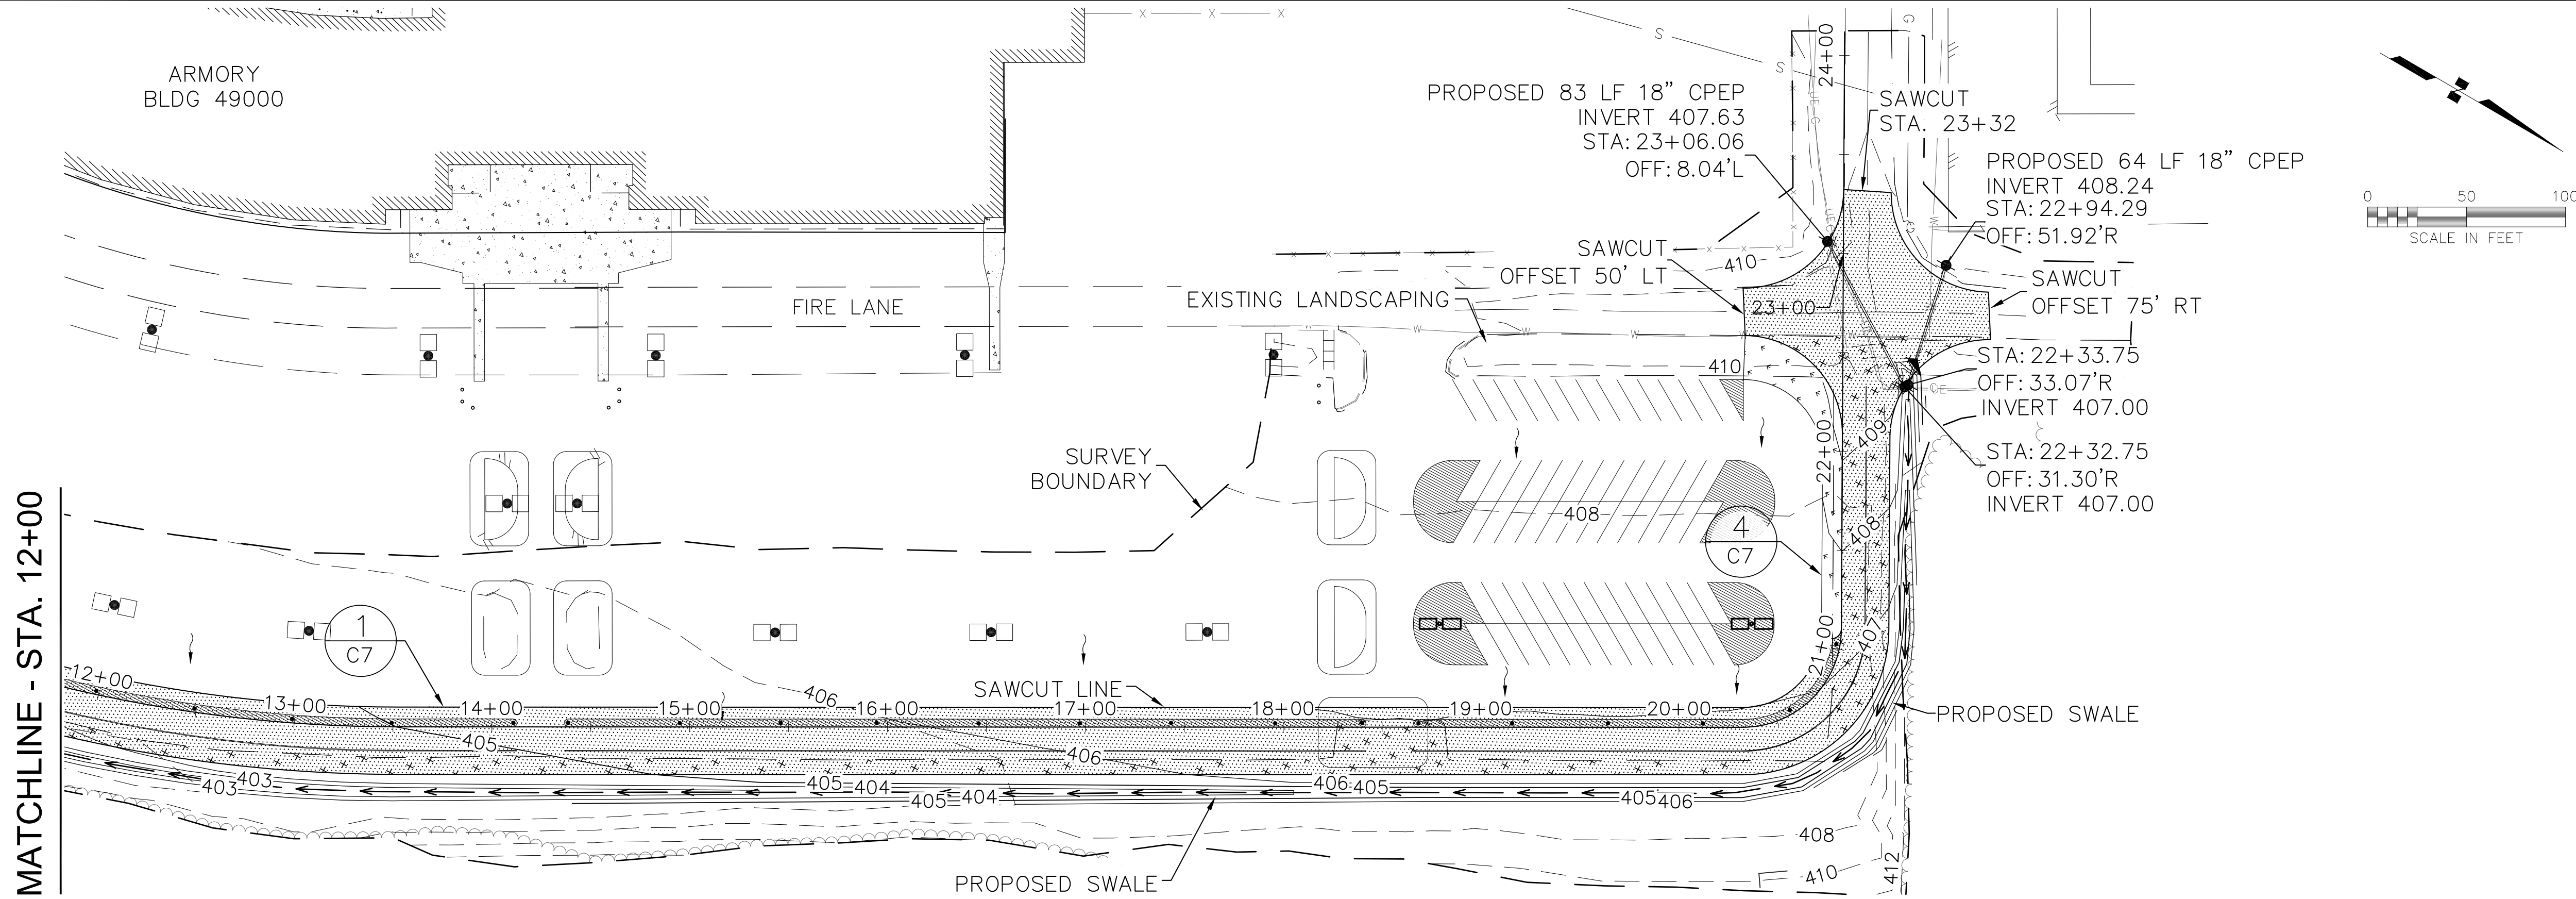 ARMORY
BLDG 49000
PROPOSED 83 LF 18" CPEP
INVERT 407.63
STA: 23+06.06
OFF: 8.04'L
24+00
SAWCUT
STA. 23+32
PROPOSED 64 LF 18" CPEP
INVERT 408.24
STA: 22+94.29
OFF: 51.92'R
0 50 100
SCALE IN FEET
SAWCUT
OFFSET 50' LT
410
SAWCUT
OFFSET 75' RT
FIRE LANE
EXISTING LANDSCAPING
23+00
410
STA: 22+33.75
OFF: 33.07'R
INVERT 407.00
STA: 22+32.75
OFF: 31.30'R
INVERT 407.00
22+00
409
SURVEY
BOUNDARY
408
4
C7
408
MATCHLINE - STA. 12+00
1
C7
21+00
407
12+00
13+00
14+00
15+00
406
16+00
SAWCUT LINE
17+00
18+00
19+00
20+00
PROPOSED SWALE
405
406
403
403
405
404
405
404
406
405
405
406
408
410
412
PROPOSED SWALE
X X X
S
S
G
W W W W